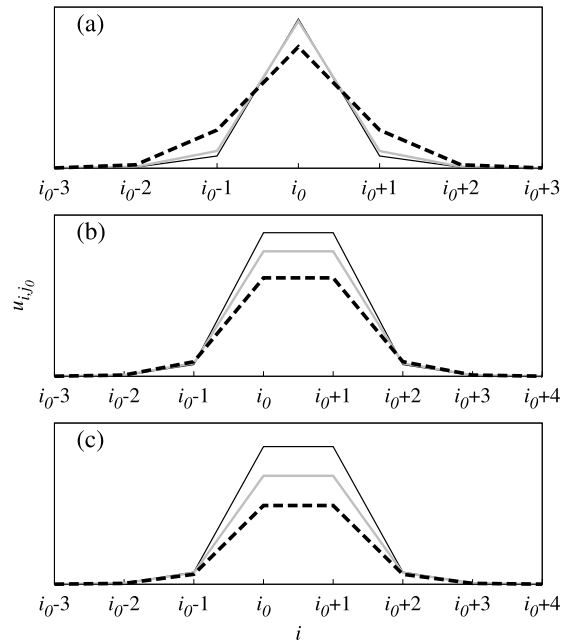 (a)
i0-3 i0-2 i0-1 i0 i0+1 i0+2 i0+3
(b)
ui,j0
i0-3 i0-2 i0-1 i0 i0+1 i0+2 i0+3 i0+4
(c)
i0-3 i0-2 i0-1 i0 i0+1 i0+2 i0+3 i0+4
i